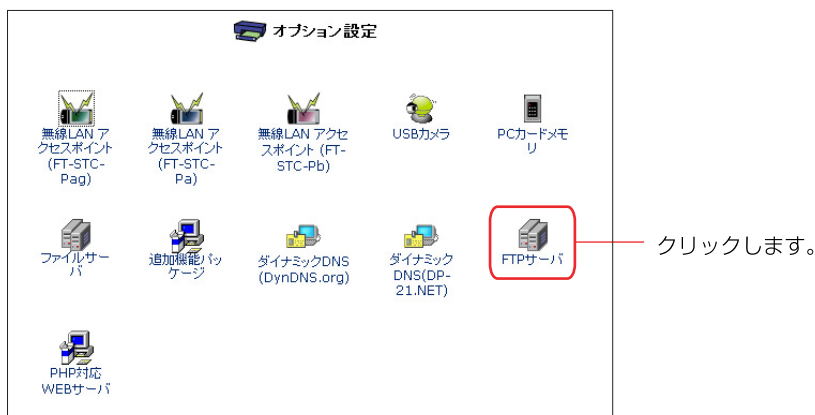 オプション設定
無線LAN ア
クセスポイント
(FT-STC-
Pag)
無線LAN ア
クセスポイント
(FT-STC-
Pa)
無線LAN アクセ
スポイント (FT-
STC-Pb)
USBカメラ
PCカードメモ
リ
ファイルサー
バ
追加機能パッ
ケージ
ダイナミックDNS
(DynDNS.org)
ダイナミック
DNS(DP-
21.NET)
FTPサーバ
クリックします。
PHP対応
WEBサーバ